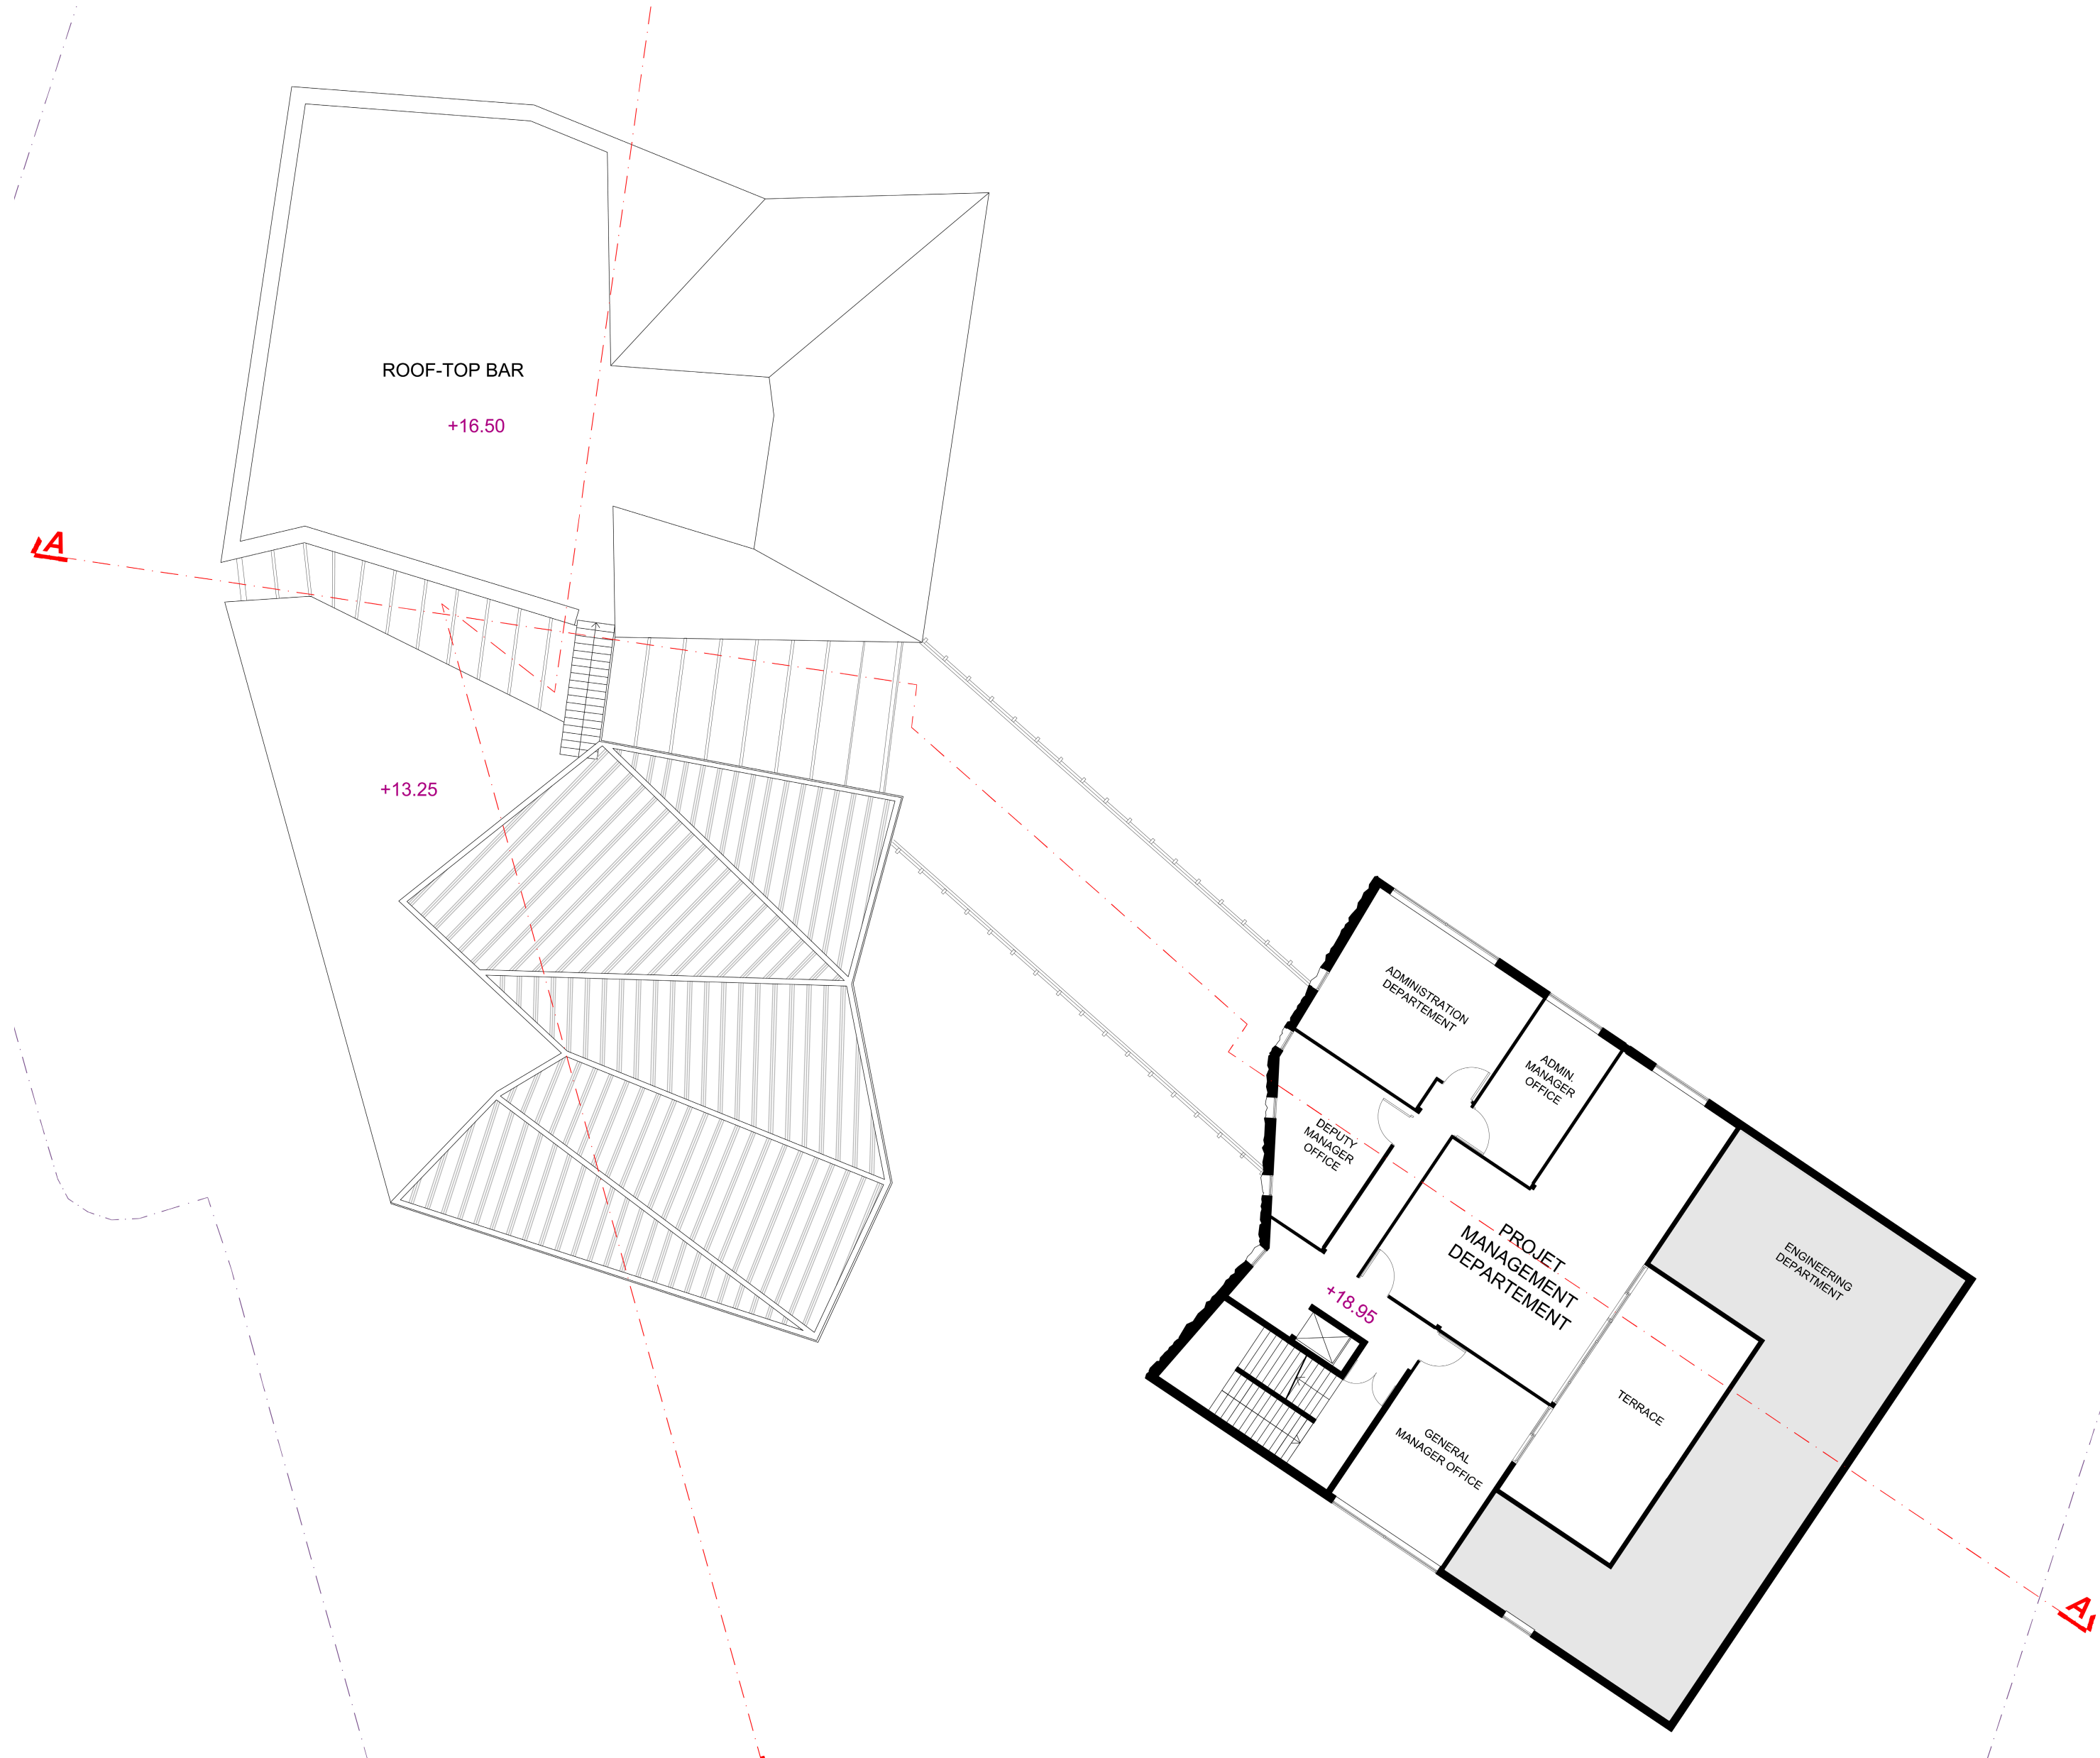 ROOF-TOP BAR
+16.50
A
+13.25
ADMINISTRATION
DEPARTEMENT
ADMIN.
MANAGER
OFFICE
DEPUTY
MANAGER
OFFICE
PROJET
MANAGEMENT
DEPARTEMENT
ENGINEERING
DEPARTMENT
+18.95
TERRACE
GENERAL
MANAGER OFFICE
A